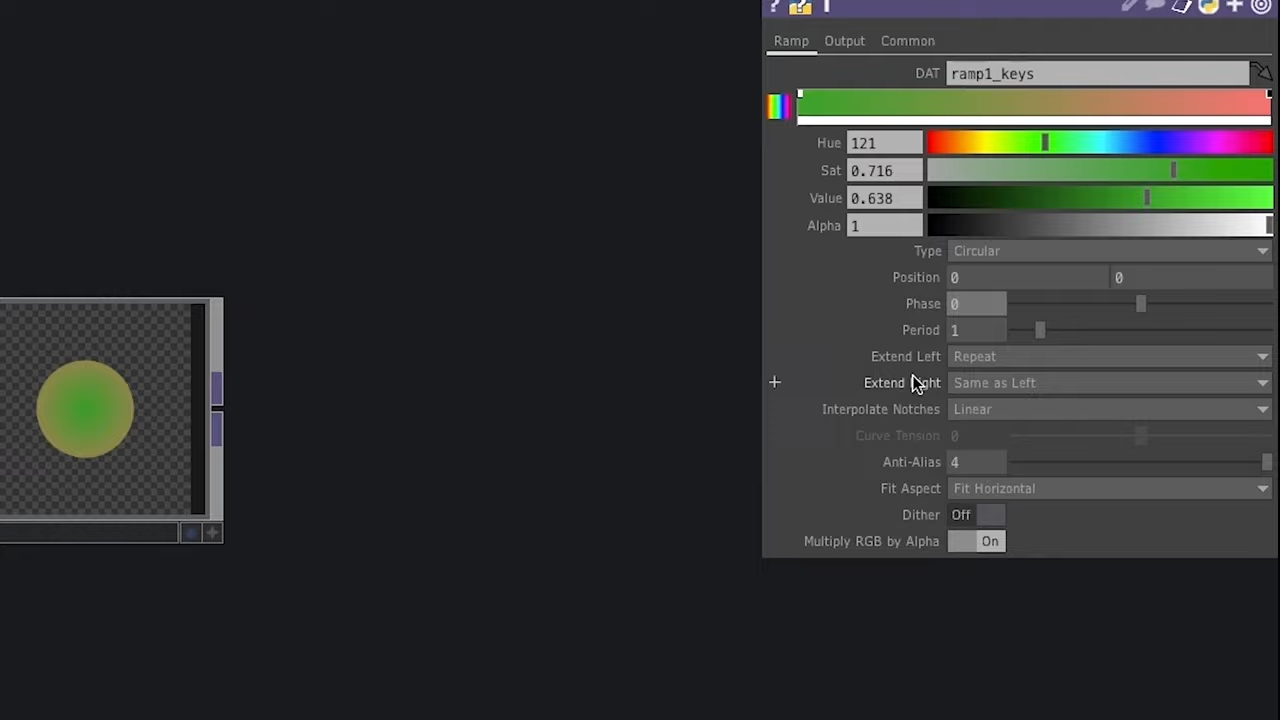 Ramp Output Common
DAT ramp1_keys
Hue 121
Sat 0.716
Value 0.638
Alpha 1
Type Circular
Position 0 0
Phase 0
Period 1
Extend Left Repeat
Extend Same as Left
Interpolate Notches Linear
Curve Tension 0
Anti-Alias 4
Fit Aspect Fit Horizontal
Dither Off
Multiply RGB by Alpha On